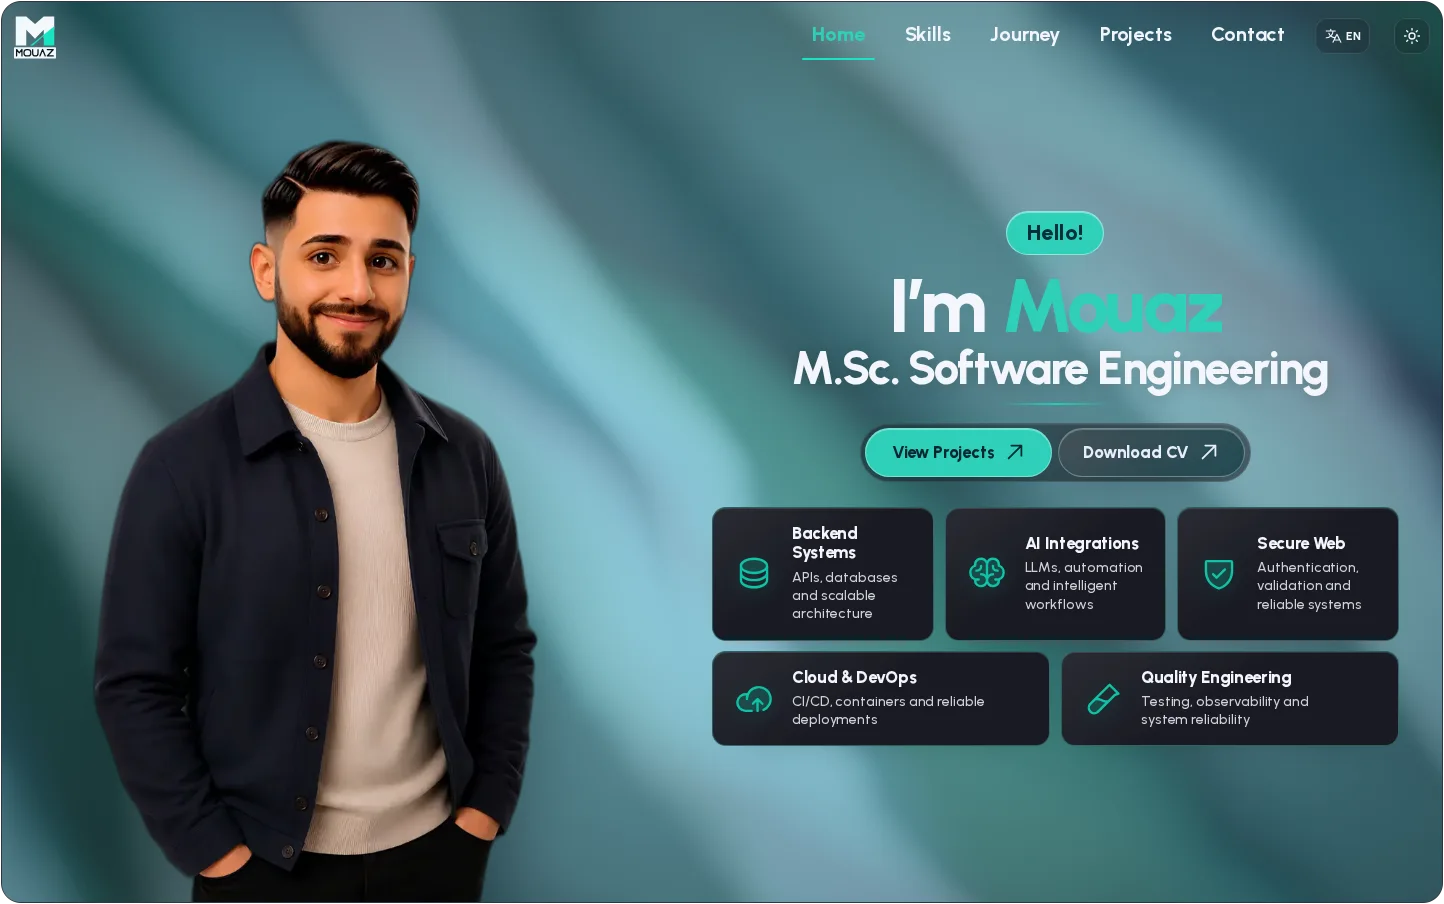 MOUAZ
Home
Skills
Journey
Projects
Contact
EN
Hello!
I'm Mouaz
M.Sc. Software Engineering
View Projects
Download CV
Backend
Systems
APIs, databases
and scalable
architecture
AI Integrations
LLMs, automation
and intelligent
workflows
Secure Web
Authentication,
validation and
reliable systems
Cloud & DevOps
CI/CD, containers and reliable
deployments
Quality Engineering
Testing, observability and
system reliability